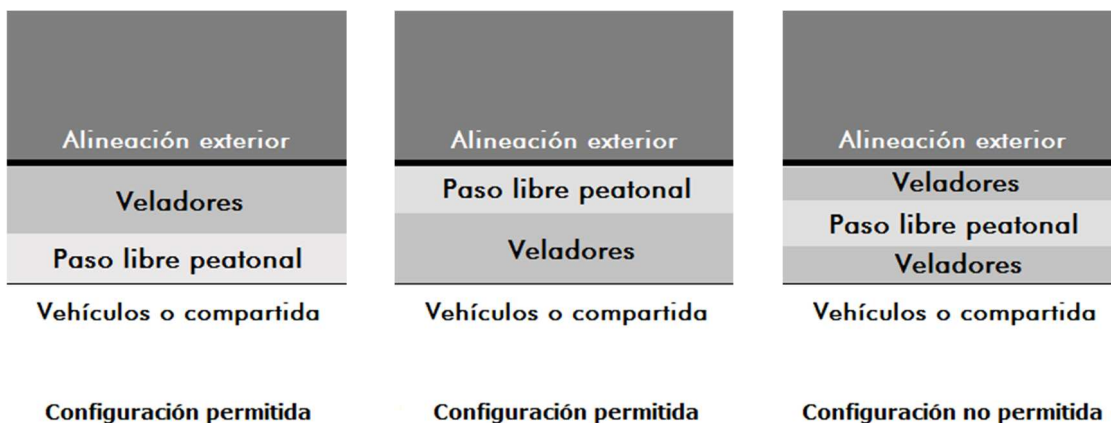 Alineación exterior
Veladores
Paso libre peatonal
Vehículos o compartida
Configuración permitida
Alineación exterior
Paso libre peatonal
Veladores
Vehículos o compartida
Configuración permitida
Alineación exterior
Veladores
Paso libre peatonal
Veladores
Vehículos o compartida
Configuración no permitida